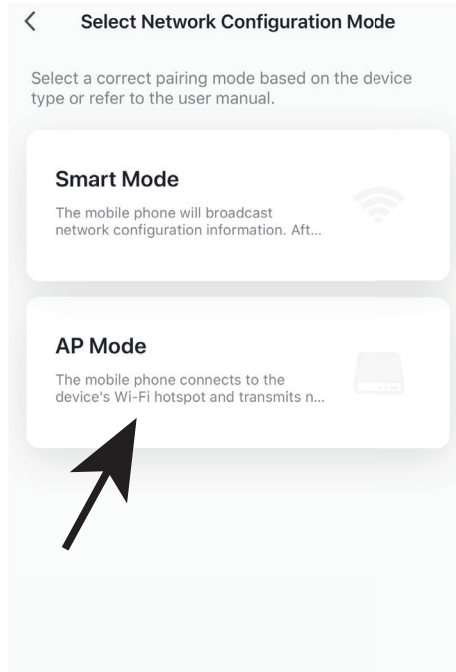 Select Network Configuration Mode
Select a correct pairing mode based on the device
type or refer to the user manual.
Smart Mode
The mobile phone will broadcast
network configuration information. Aft...
AP Mode
The mobile phone connects to the
device's Wi-Fi hotspot and transmits n...